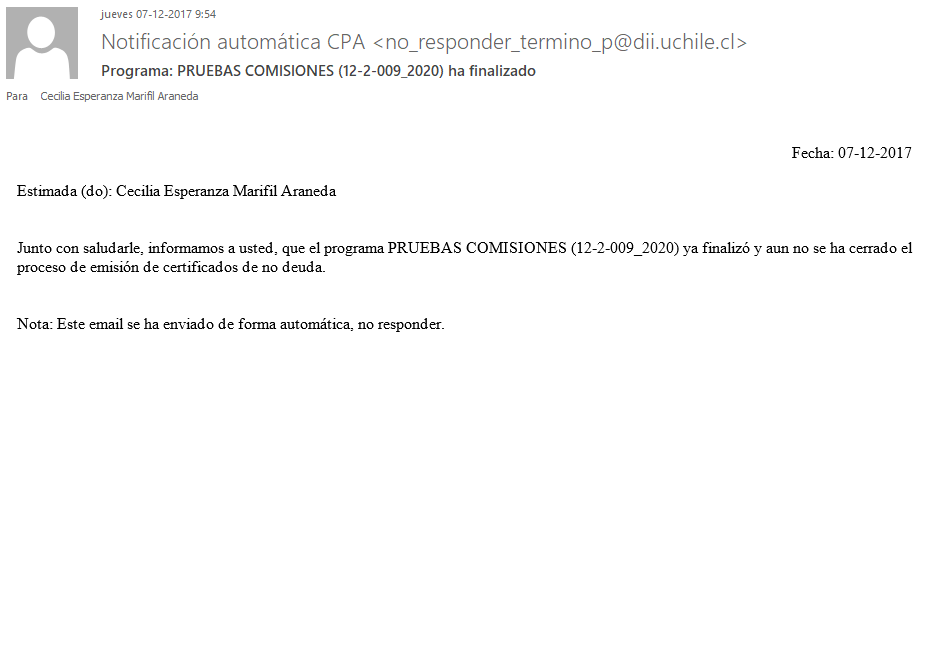 jueves 07-12-2017 9:54
Notificación automática CPA <no_responder_termino_p@dii.uchile.cl>
Programa: PRUEBAS COMISIONES (12-2-009_2020) ha finalizado
Para Cecilia Esperanza Marifil Araneda
Fecha: 07-12-2017
Estimada (do): Cecilia Esperanza Marifil Araneda
Junto con saludarle, informamos a usted, que el programa PRUEBAS COMISIONES (12-2-009_2020) ya finalizó y aun no se ha cerrado el
proceso de emisión de certificados de no deuda.
Nota: Este email se ha enviado de forma automática, no responder.